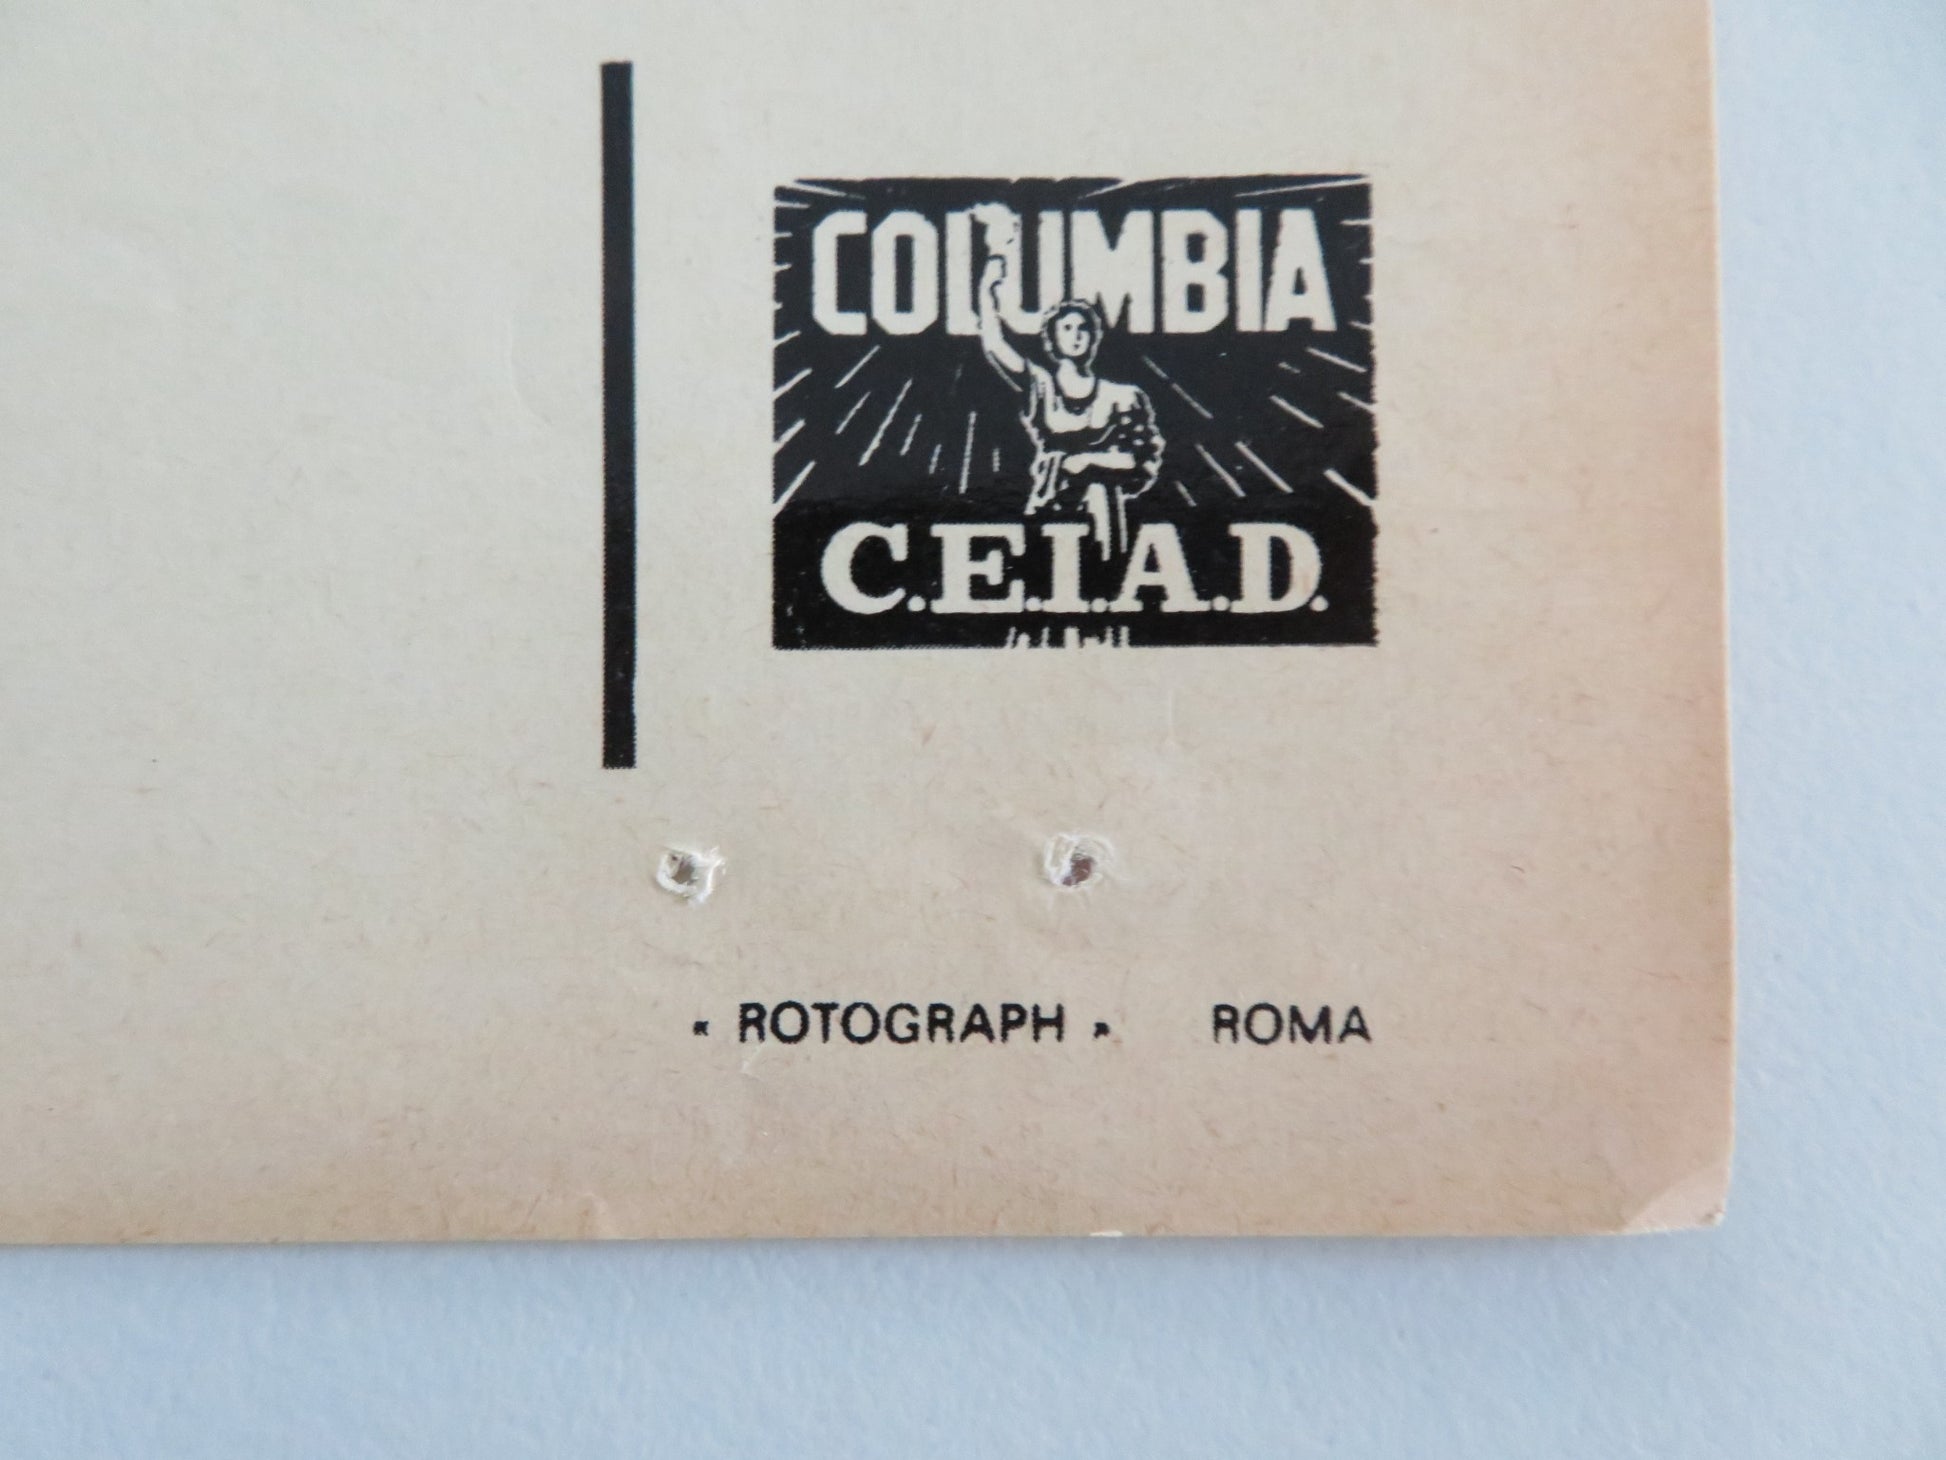 COLUMBIA
C.E.I.A.D.
« ROTOGRAPH » ROMA